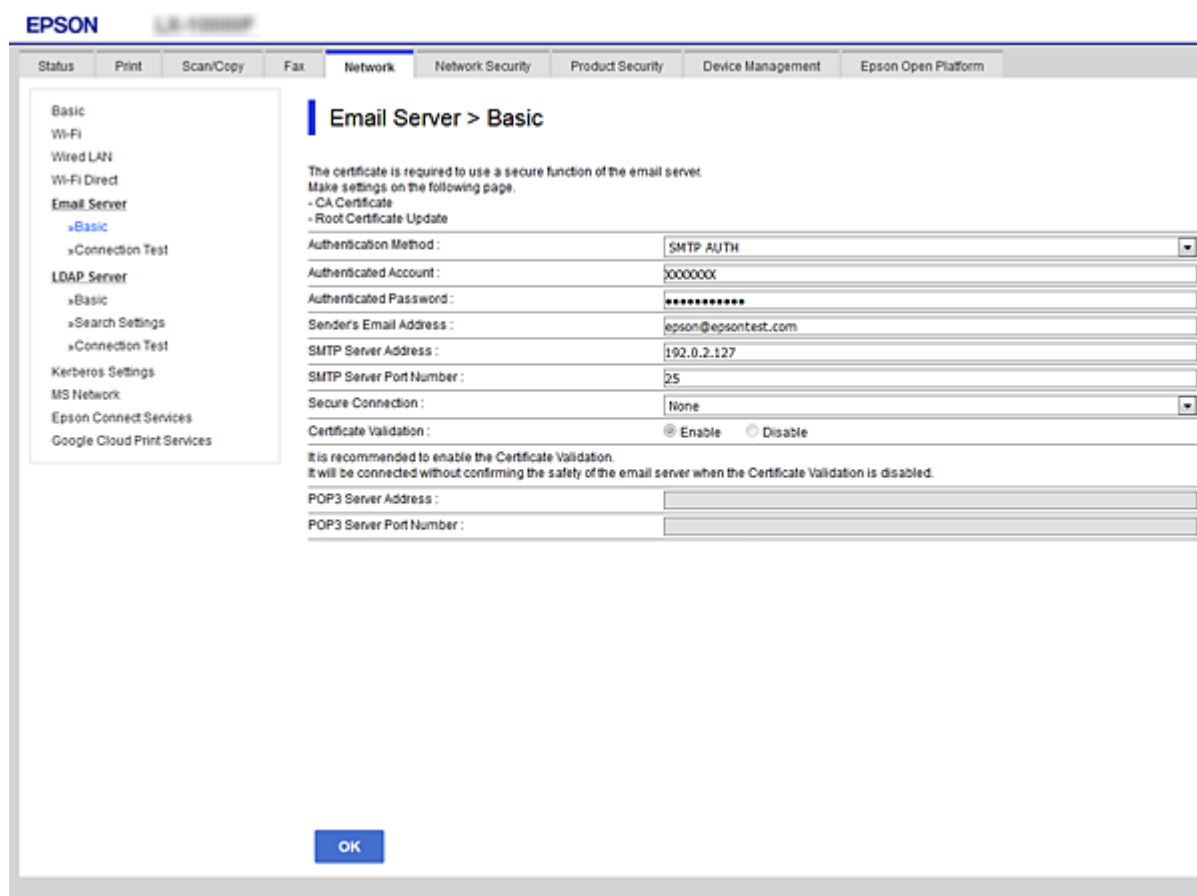 EPSON
Status Print Scan/Copy Fax Network Network Security Product Security Device Management Epson Open Platform
Basic
Wi-Fi
Wired LAN
Wi-Fi Direct
Email Server
»Basic
»Connection Test
LDAP Server
»Basic
»Search Settings
»Connection Test
Kerberos Settings
MS Network
Epson Connect Services
Google Cloud Print Services
Email Server > Basic
The certificate is required to use a secure function of the email server.
Make settings on the following page.
- CA Certificate
- Root Certificate Update
Authentication Method : SMTP AUTH
Authenticated Account : XXXXXXX
Authenticated Password : •••••••••••
Sender's Email Address : epson@epsontest.com
SMTP Server Address : 192.0.2.127
SMTP Server Port Number : 25
Secure Connection : None
Certificate Validation : Enable Disable
It is recommended to enable the Certificate Validation.
It will be connected without confirming the safety of the email server when the Certificate Validation is disabled.
POP3 Server Address :
POP3 Server Port Number :
OK